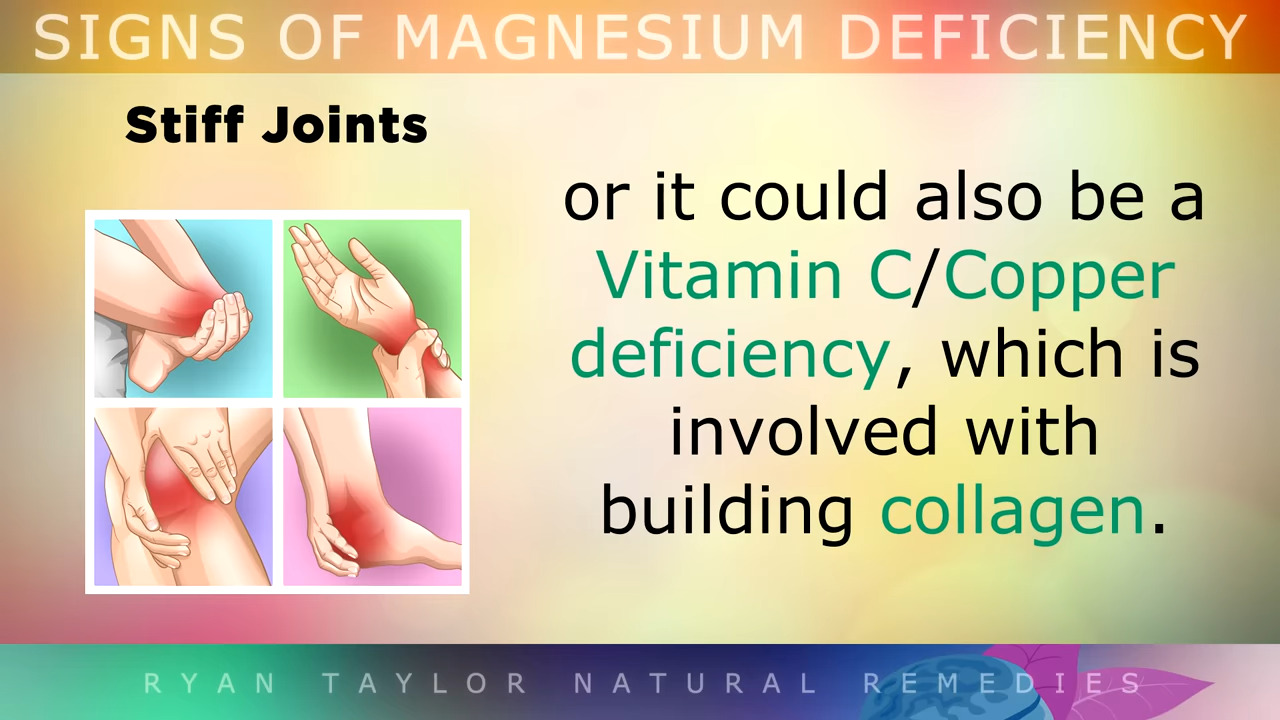 SIGNS OF MAGNESIUM DEFICIENCY
Stiff Joints
or it could also be a
Vitamin C/Copper
deficiency, which is
involved with
building collagen.
RYAN TAYLOR NATURAL REMEDIES